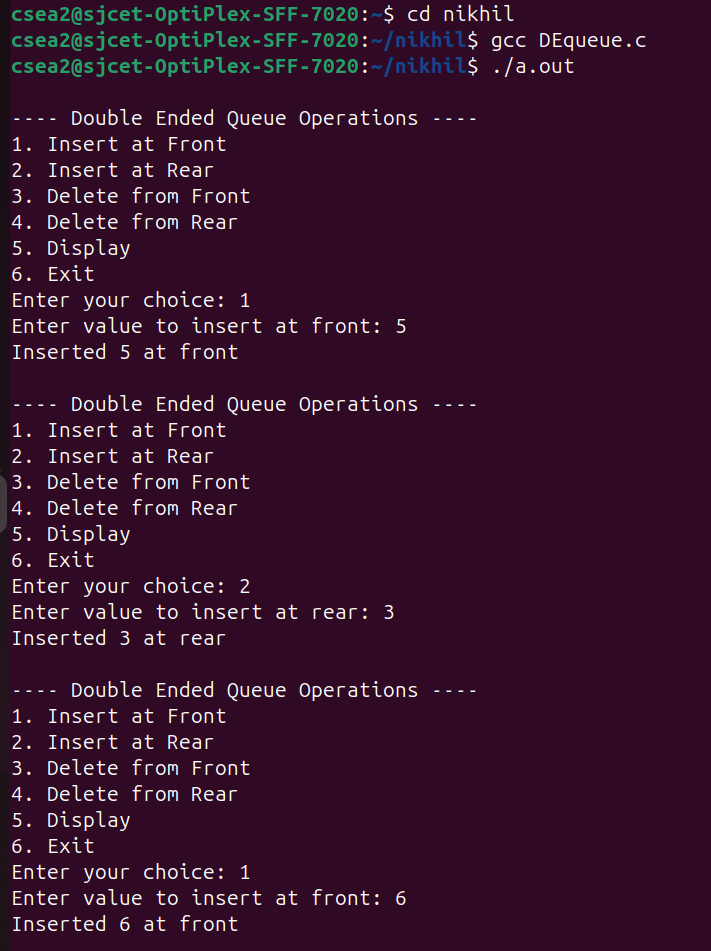 csea2@sjcet-OptiPlex-SFF-7020:~$ cd nikhil
csea2@sjcet-OptiPlex-SFF-7020:~/nikhil$ gcc DEqueue.c
csea2@sjcet-OptiPlex-SFF-7020:~/nikhil$ ./a.out

---- Double Ended Queue Operations ----
1. Insert at Front
2. Insert at Rear
3. Delete from Front
4. Delete from Rear
5. Display
6. Exit
Enter your choice: 1
Enter value to insert at front: 5
Inserted 5 at front

---- Double Ended Queue Operations ----
1. Insert at Front
2. Insert at Rear
3. Delete from Front
4. Delete from Rear
5. Display
6. Exit
Enter your choice: 2
Enter value to insert at rear: 3
Inserted 3 at rear

---- Double Ended Queue Operations ----
1. Insert at Front
2. Insert at Rear
3. Delete from Front
4. Delete from Rear
5. Display
6. Exit
Enter your choice: 1
Enter value to insert at front: 6
Inserted 6 at front